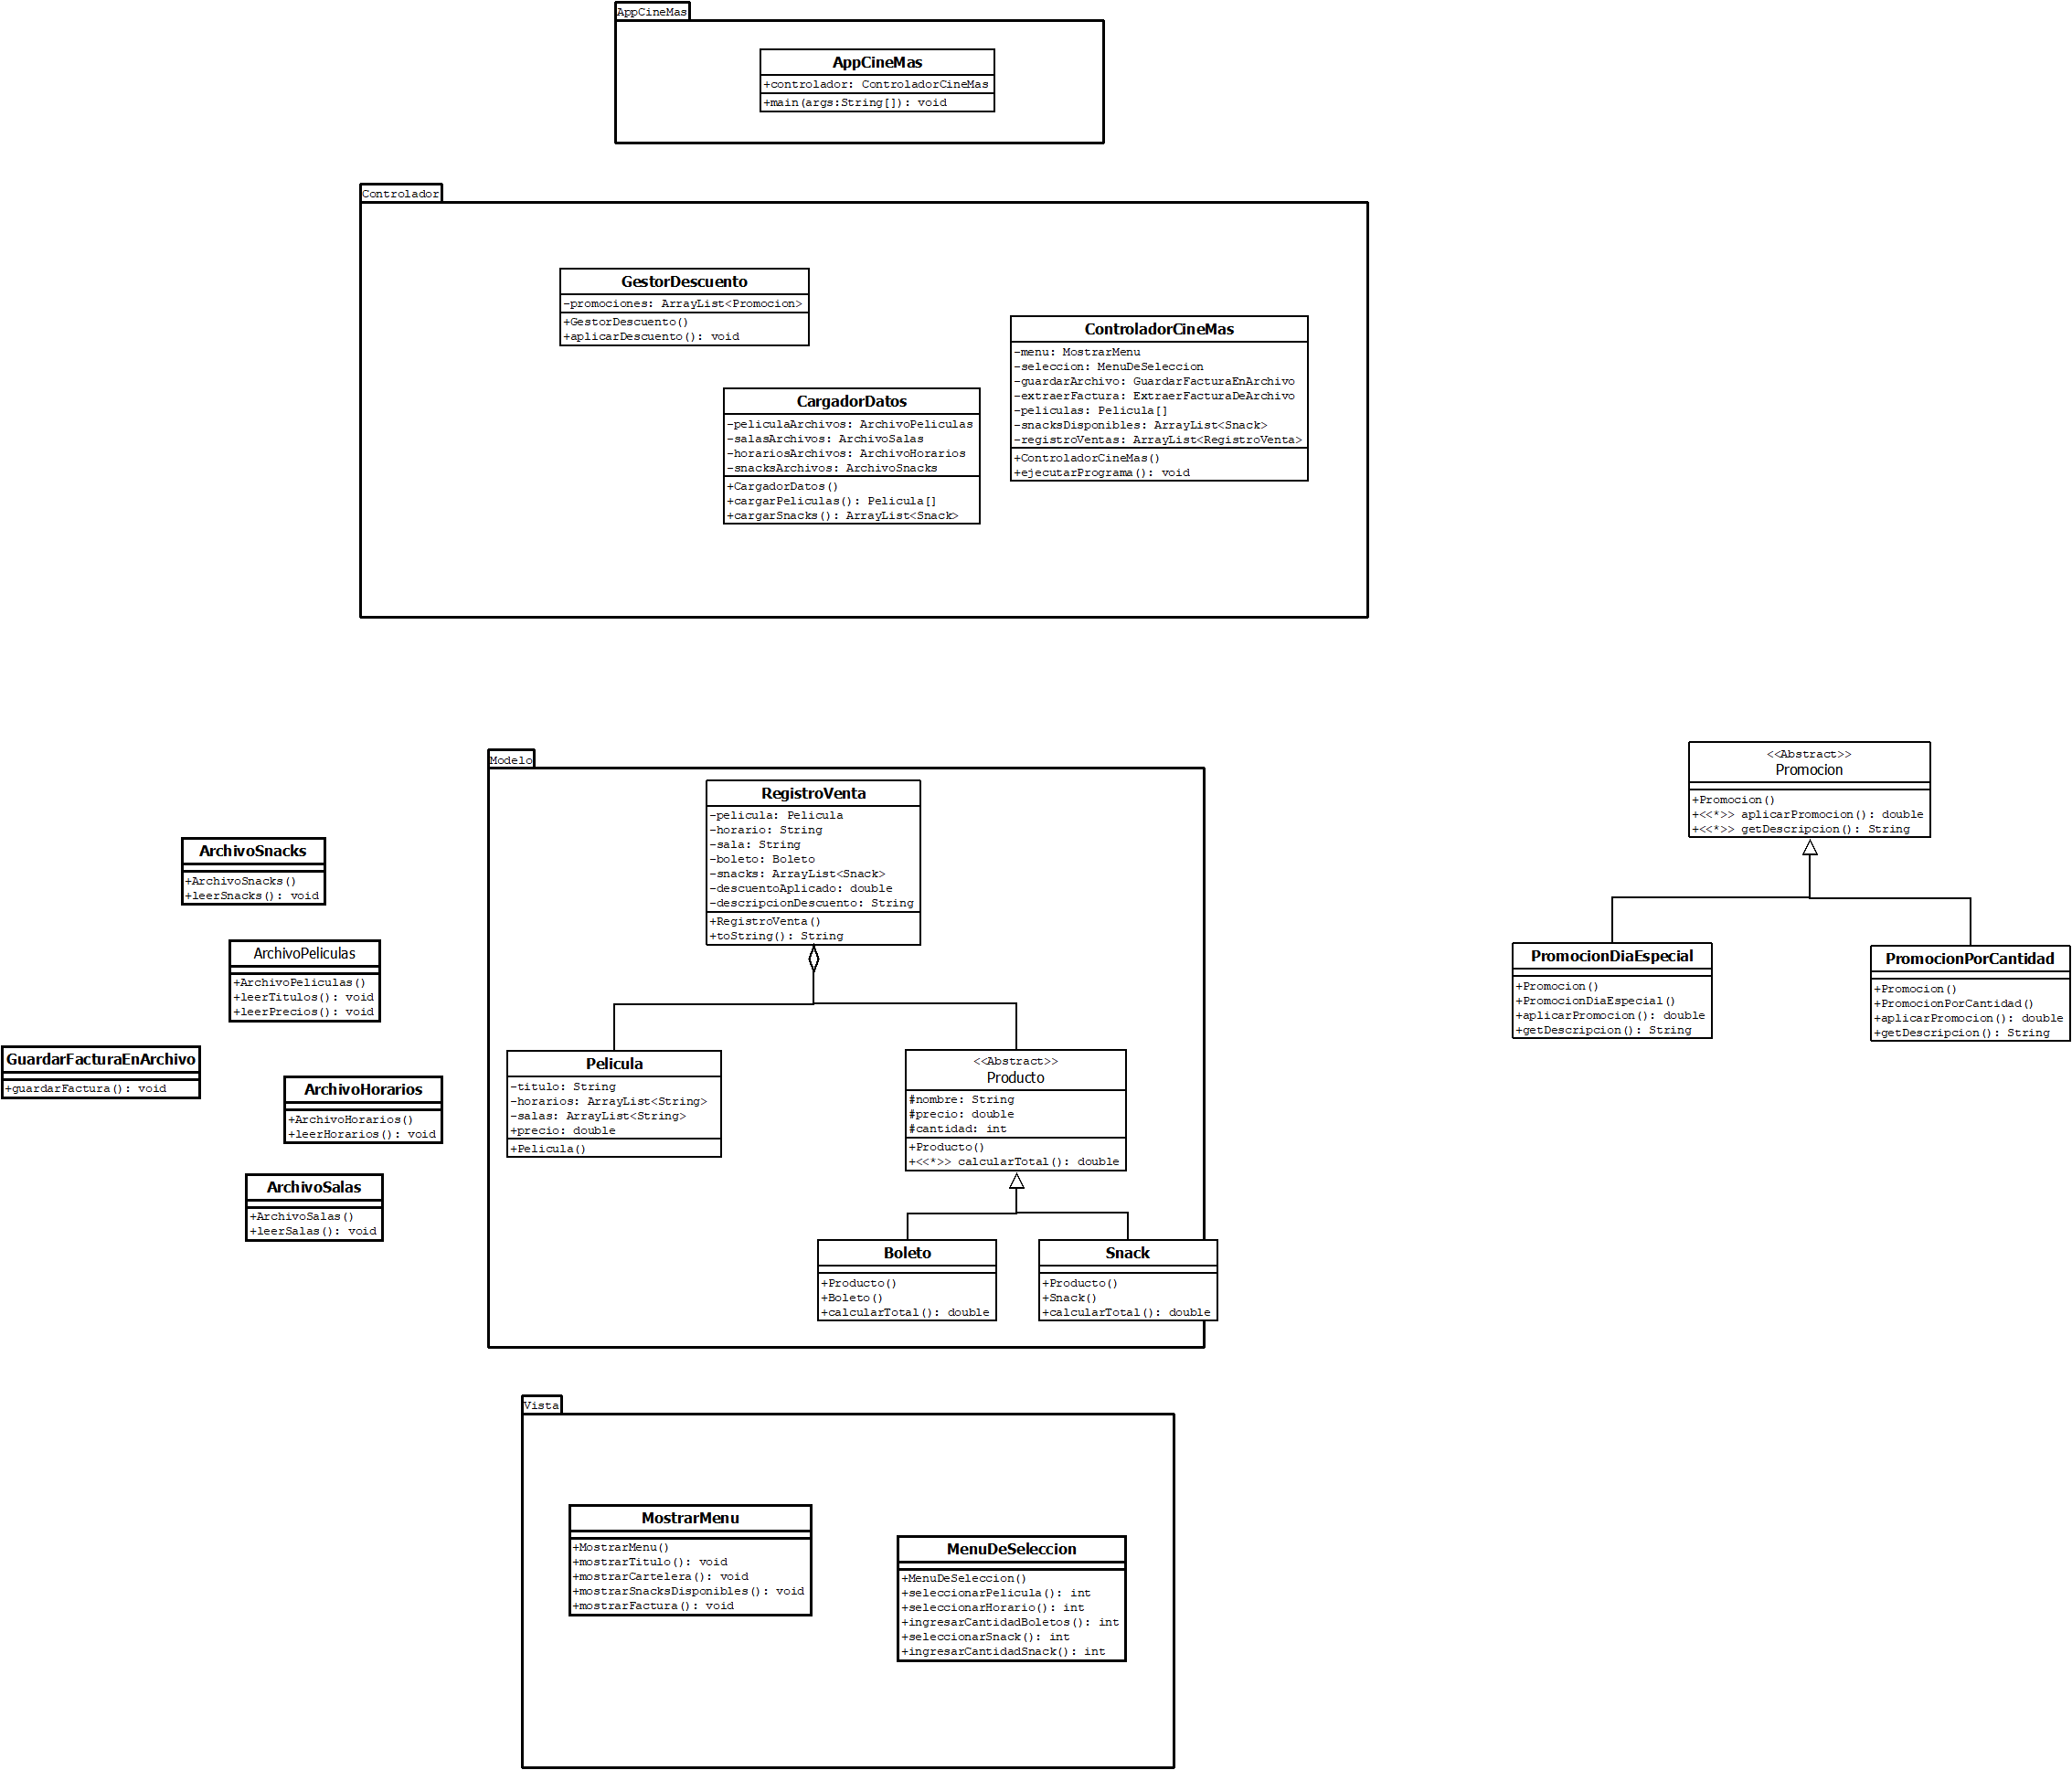 AppCineMas
AppCineMas
+controlador: ControladorCineMas
+main(args:String[]): void
Controlador
GestorDescuento
-promociones: ArrayList<Promocion>
+GestorDescuento()
+aplicarDescuento(): void
ControladorCineMas
-menu: MostrarMenu
-seleccion: MenuDeSeleccion
-guardarArchivo: GuardarFacturaEnArchivo
-extraerFactura: ExtraerFacturaDeArchivo
-peliculas: Pelicula[]
-snacksDisponibles: ArrayList<Snack>
-registroVentas: ArrayList<RegistroVenta>
+ControladorCineMas()
+ejecutarPrograma(): void
CargadorDatos
-peliculaArchivos: ArchivoPeliculas
-salasArchivos: ArchivoSalas
-horariosArchivos: ArchivoHorarios
-snacksArchivos: ArchivoSnacks
+CargadorDatos()
+cargarPeliculas(): Pelicula[]
+cargarSnacks(): ArrayList<Snack>
<<Abstract>>
Promocion
+Promocion()
+<<*>> aplicarPromocion(): double
+<<*>> getDescripcion(): String
PromocionDiaEspecial
+Promocion()
+PromocionDiaEspecial()
+aplicarPromocion(): double
+getDescripcion(): String
PromocionPorCantidad
+Promocion()
+PromocionPorCantidad()
+aplicarPromocion(): double
+getDescripcion(): String
Modelo
RegistroVenta
-pelicula: Pelicula
-horario: String
-sala: String
-boleto: Boleto
-snacks: ArrayList<Snack>
-descuentoAplicado: double
-descripcionDescuento: String
+RegistroVenta()
+toString(): String
ArchivoSnacks
+ArchivoSnacks()
+leerSnacks(): void
ArchivoPeliculas
+ArchivoPeliculas()
+leerTitulos(): void
+leerPrecios(): void
GuardarFacturaEnArchivo
+guardarFactura(): void
ArchivoHorarios
+ArchivoHorarios()
+leerHorarios(): void
ArchivoSalas
+ArchivoSalas()
+leerSalas(): void
Pelicula
-titulo: String
-horarios: ArrayList<String>
-salas: ArrayList<String>
+precio: double
+Pelicula()
<<Abstract>>
Producto
#nombre: String
#precio: double
#cantidad: int
+Producto()
+<<*>> calcularTotal(): double
Boleto
+Producto()
+Boleto()
+calcularTotal(): double
Snack
+Producto()
+Snack()
+calcularTotal(): double
Vista
MostrarMenu
+MostrarMenu()
+mostrarTitulo(): void
+mostrarCartelera(): void
+mostrarSnacksDisponibles(): void
+mostrarFactura(): void
MenuDeSeleccion
+MenuDeSeleccion()
+seleccionarPelicula(): int
+seleccionarHorario(): int
+ingresarCantidadBoletos(): int
+seleccionarSnack(): int
+ingresarCantidadSnack(): int